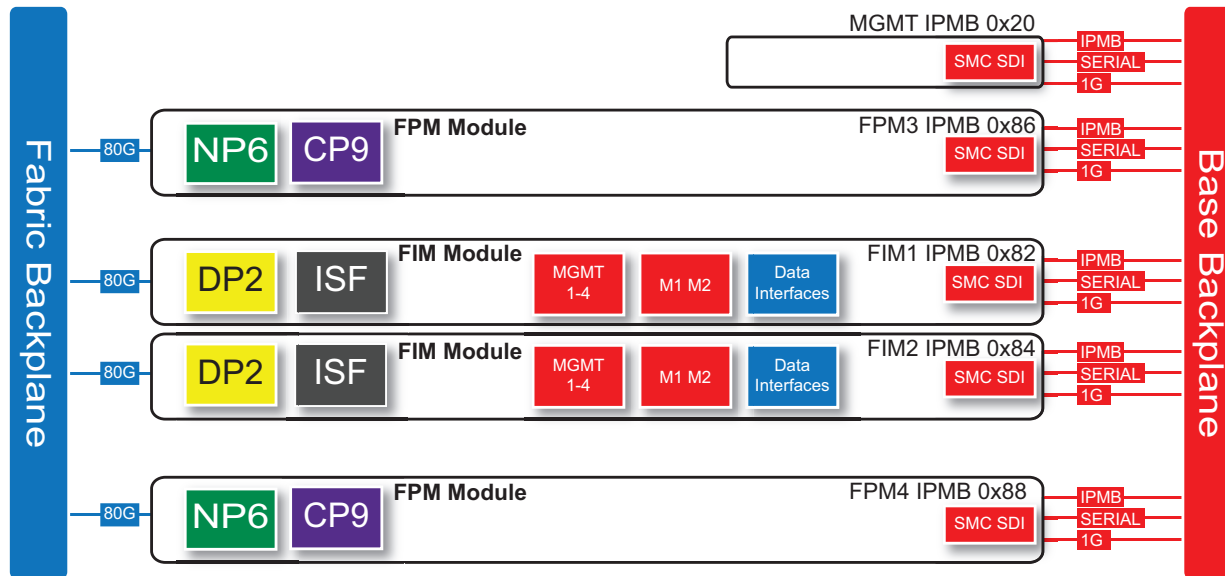 Fabric Backplane
Base Backplane
MGMT IPMB 0x20
SMC SDI
IPMB
SERIAL
1G
80G
NP6
CP9
FPM Module
FPM3 IPMB 0x86
SMC SDI
IPMB
SERIAL
1G
80G
DP2
ISF
FIM Module
MGMT
1-4
M1 M2
Data
Interfaces
FIM1 IPMB 0x82
SMC SDI
IPMB
SERIAL
1G
80G
DP2
ISF
FIM Module
MGMT
1-4
M1 M2
Data
Interfaces
FIM2 IPMB 0x84
SMC SDI
IPMB
SERIAL
1G
80G
NP6
CP9
FPM Module
FPM4 IPMB 0x88
SMC SDI
IPMB
SERIAL
1G